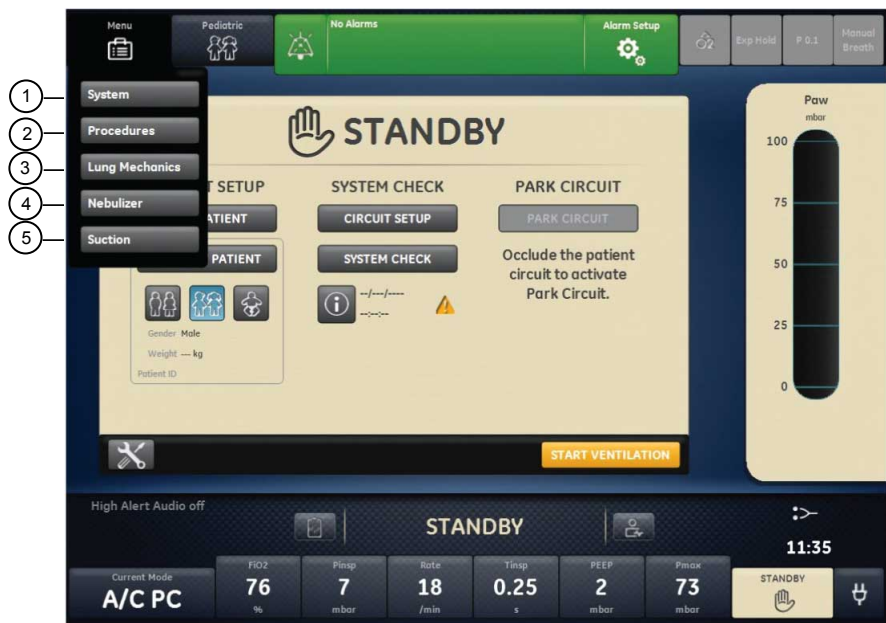 Menu
Pediatric
No Alarms
Alarm Setup
O2
Exp Hold
P 0.1
Manual
Breath
1
System
2
Procedures
3
Lung Mechanics
4
Nebulizer
5
Suction
STANDBY
T SETUP
ATIENT
PATIENT
Gender Male
Weight --- kg
Patient ID
SYSTEM CHECK
CIRCUIT SETUP
SYSTEM CHECK
--/---/----
--:--:--
PARK CIRCUIT
PARK CIRCUIT
Occlude the patient
circuit to activate
Park Circuit.
START VENTILATION
Paw
mbar
100
75
50
25
0
High Alert Audio off
STANDBY
11:35
Current Mode
A/C PC
FiO2
76
%
Pinsp
7
mbar
Rate
18
/min
Tinsp
0.25
s
PEEP
2
mbar
Pmax
73
mbar
STANDBY